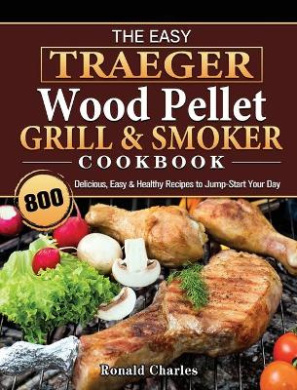 THE EASY
TRAEGER
Wood Pellet
GRILL & SMOKER
COOKBOOK
800
Delicious, Easy & Healthy Recipes to Jump-Start Your Day
Ronald Charles